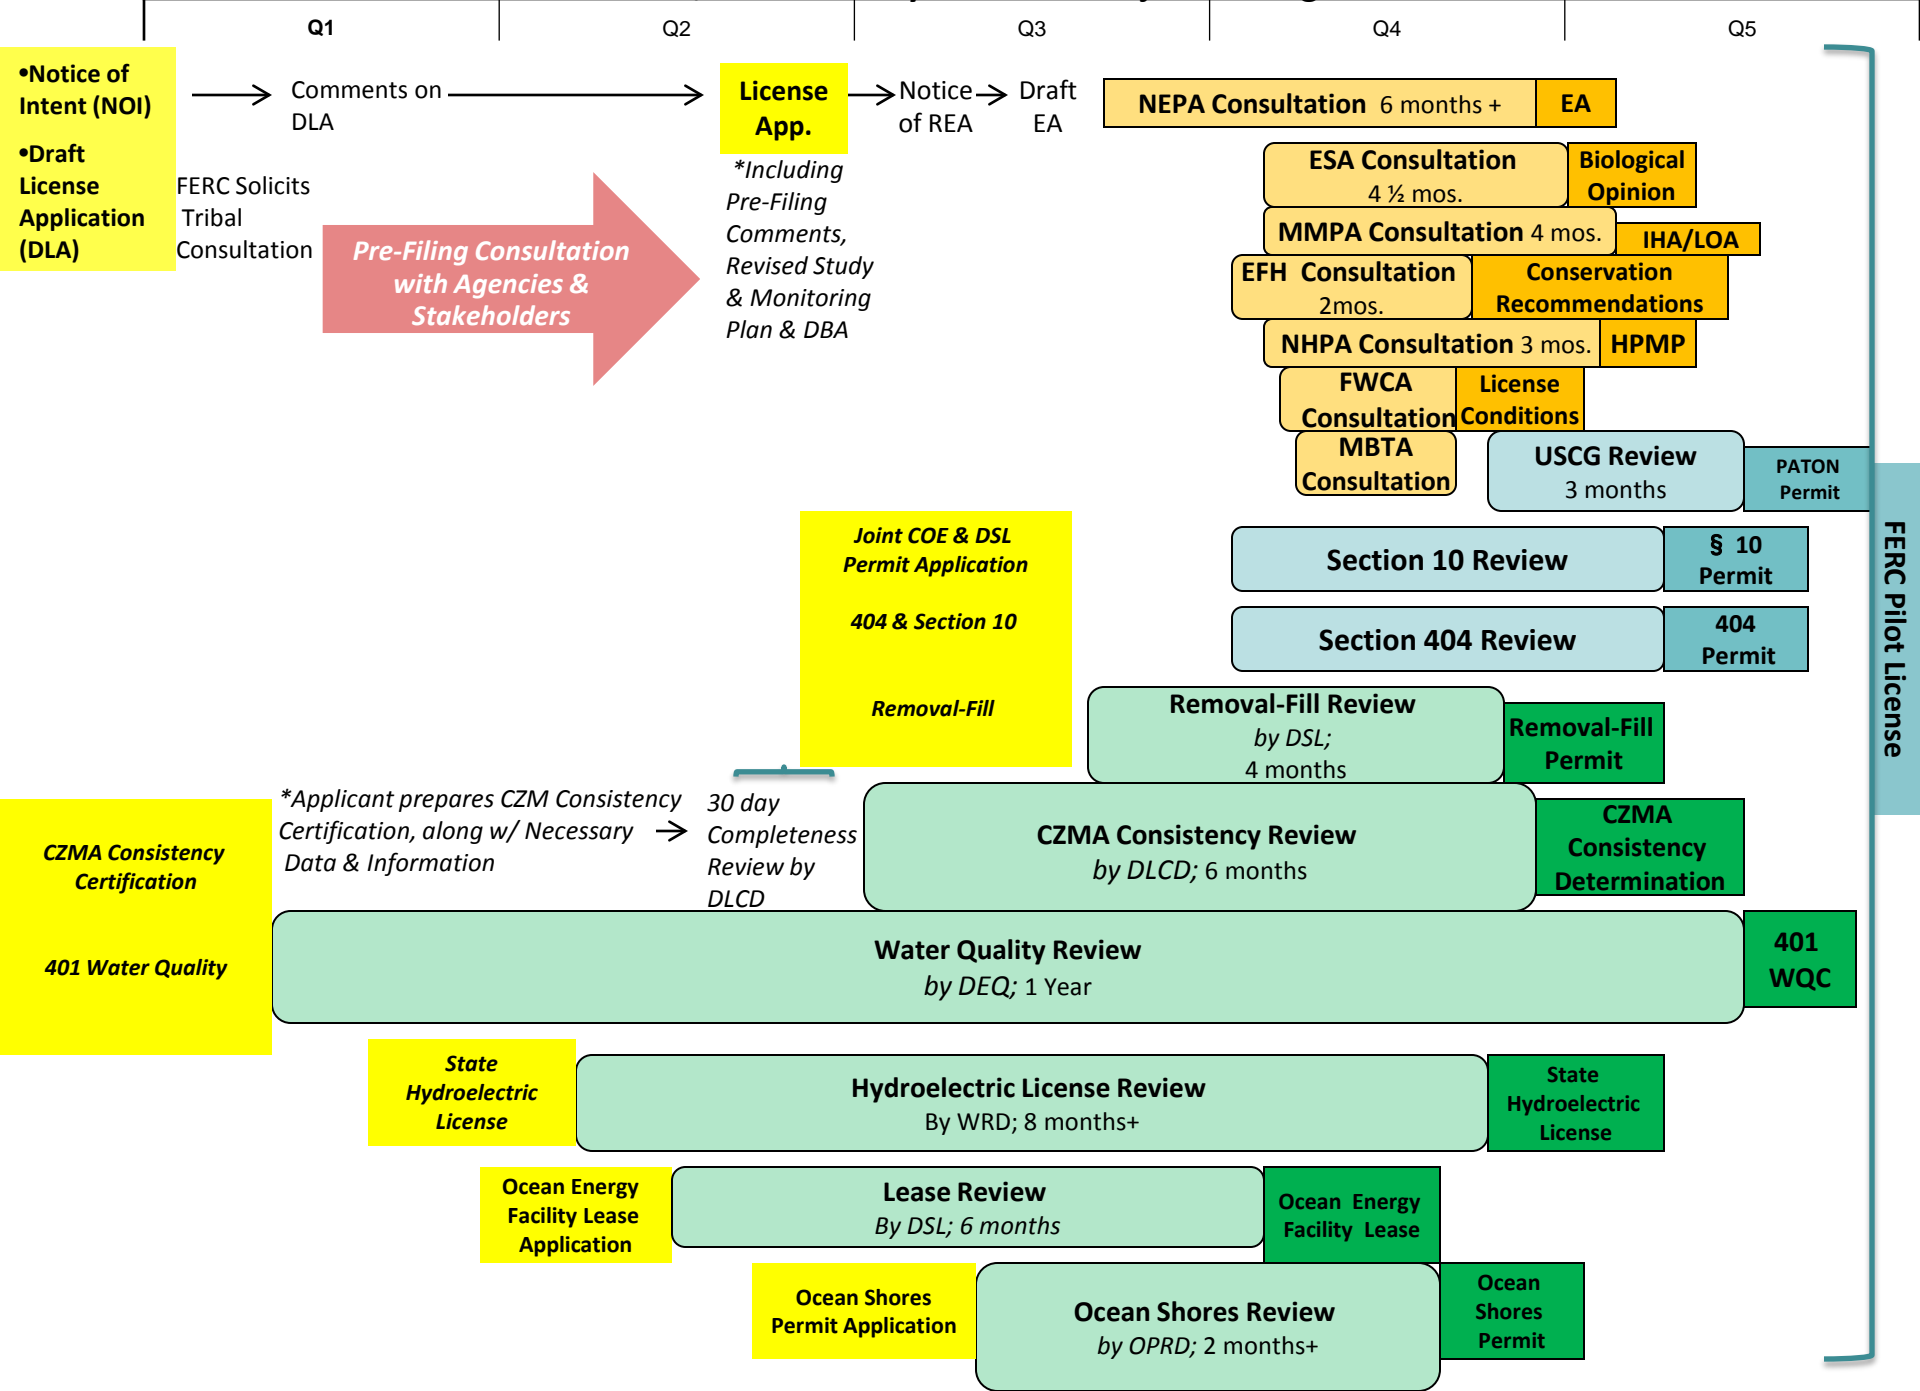 Q1
Q2
Q3
Q4
Q5
•Notice of
Intent (NOI)
•Draft
License
Application
(DLA)
Comments on
DLA
FERC Solicits
Tribal
Consultation
Pre-Filing Consultation
with Agencies &
Stakeholders
License
App.
*Including
Pre-Filing
Comments,
Revised Study
& Monitoring
Plan & DBA
Notice
of REA
Draft
EA
NEPA Consultation 6 months +
EA
ESA Consultation
4 ½ mos.
Biological
Opinion
MMPA Consultation 4 mos.
IHA/LOA
EFH Consultation
2mos.
Conservation
Recommendations
NHPA Consultation 3 mos.
HPMP
FWCA
Consultation
License
Conditions
MBTA
Consultation
USCG Review
3 months
PATON
Permit
FERC Pilot License
Joint COE & DSL
Permit Application
404 & Section 10
Removal-Fill
Section 10 Review
§ 10
Permit
Section 404 Review
404
Permit
Removal-Fill Review
by DSL;
4 months
Removal-Fill
Permit
CZMA Consistency
Certification
401 Water Quality
*Applicant prepares CZM Consistency
Certification, along w/ Necessary
Data & Information
30 day
Completeness
Review by
DLCD
CZMA Consistency Review
by DLCD; 6 months
CZMA
Consistency
Determination
Water Quality Review
by DEQ; 1 Year
401
WQC
State
Hydroelectric
License
Hydroelectric License Review
By WRD; 8 months+
State
Hydroelectric
License
Ocean Energy
Facility Lease
Application
Lease Review
By DSL; 6 months
Ocean Energy
Facility Lease
Ocean Shores
Permit Application
Ocean Shores Review
by OPRD; 2 months+
Ocean
Shores
Permit